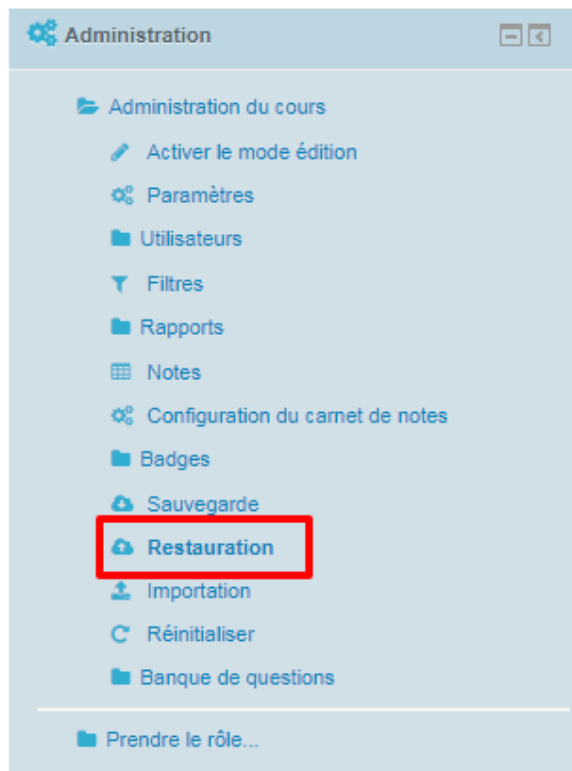 Administration
Administration du cours
Activer le mode édition
Paramètres
Utilisateurs
Filtres
Rapports
Notes
Configuration du carnet de notes
Badges
Sauvegarde
Restauration
Importation
Réinitialiser
Banque de questions
Prendre le rôle...